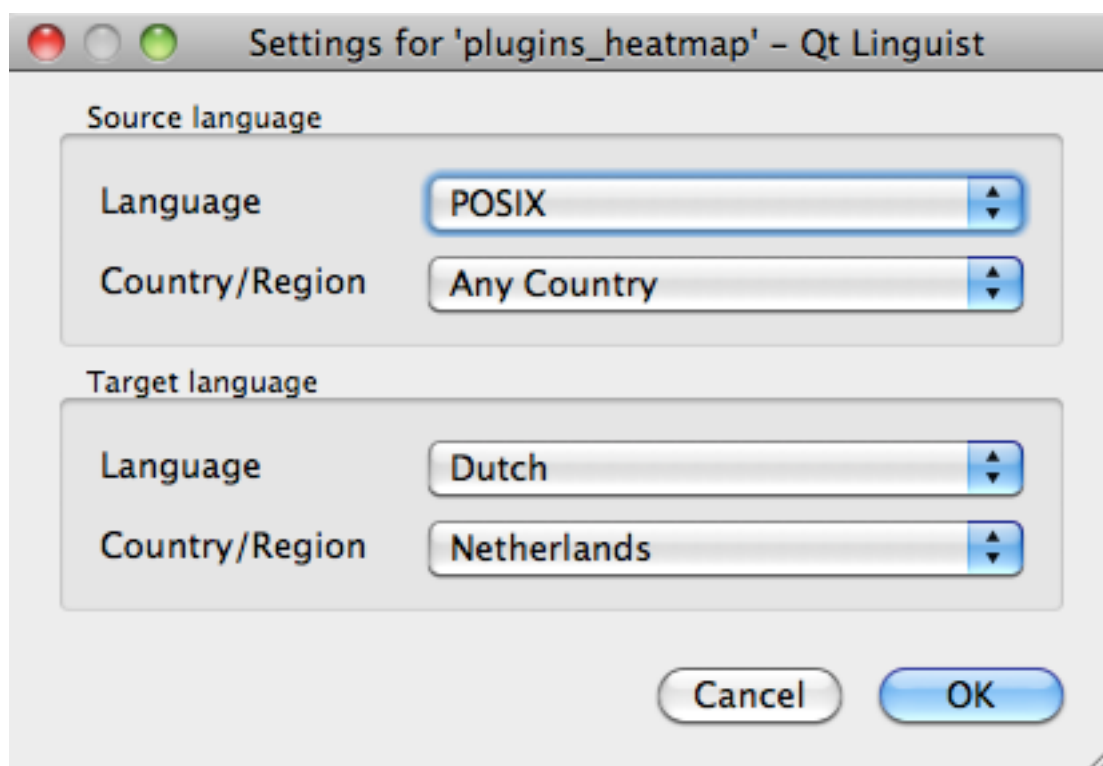 Settings for 'plugins_heatmap' – Qt Linguist
Source language
Language POSIX
Country/Region Any Country
Target language
Language Dutch
Country/Region Netherlands
Cancel OK